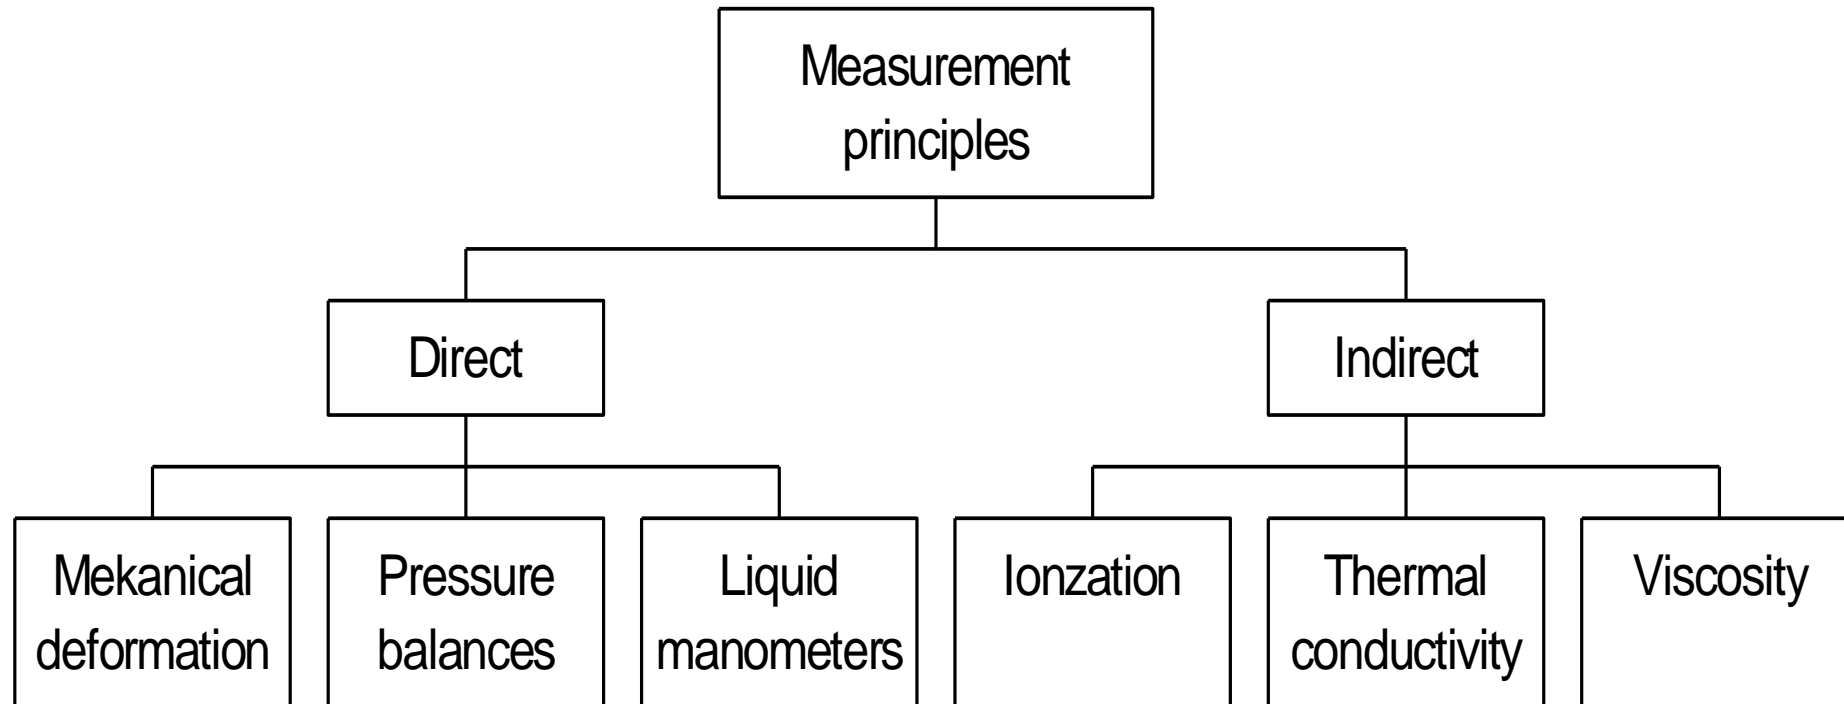 Measurement
principles
Direct
Indirect
Mekanical
deformation
Pressure
balances
Liquid
manometers
Ionzation
Thermal
conductivity
Viscosity